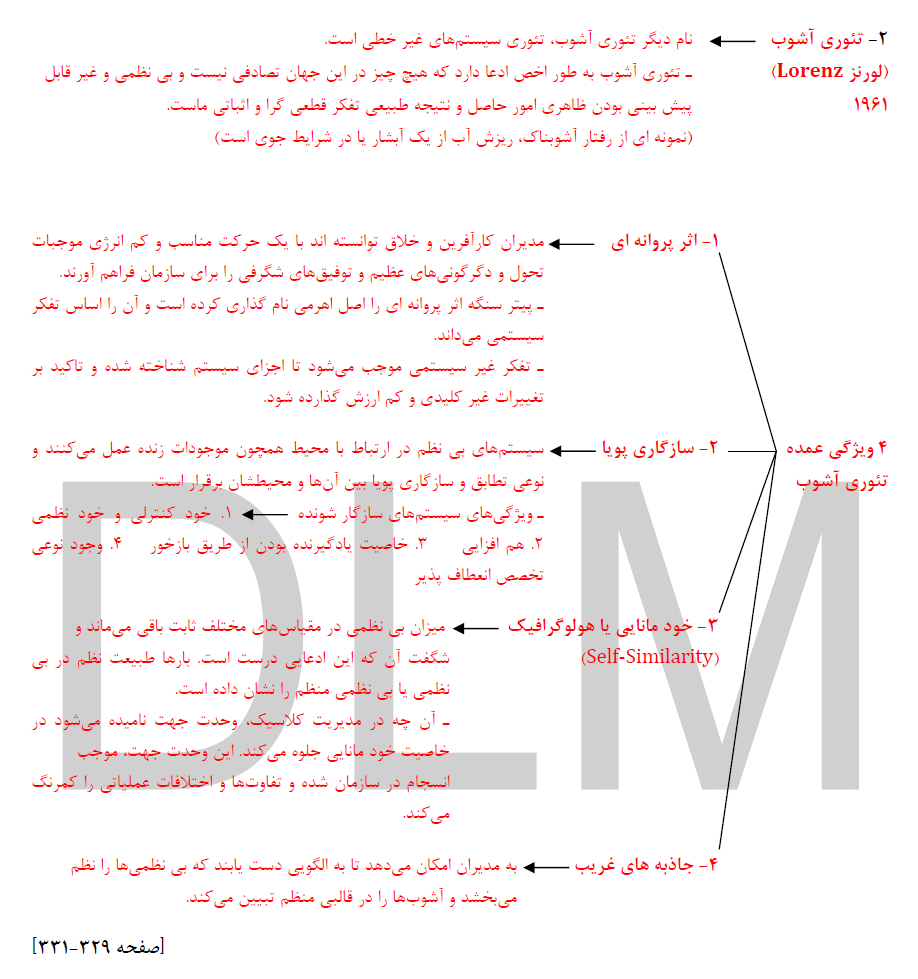 ۲- تئوری آشوب
(لورنز Lorenz)
۱۹۶۱
نام دیگر تئوری آشوب، تئوری سیستم‌های غیر خطی است.
ـ تئوری آشوب به طور اخص ادعا دارد که هیچ چیز در این جهان تصادفی نیست و بی نظمی و غیر قابل
پیش بینی بودن ظاهری امور حاصل و نتیجه طبیعی تفکر قطعی گرا و اثباتی ماست.
(نمونه ای از رفتار آشوبناک، ریزش آب از یک آبشار یا در شرایط جوی است)
۴ ویژگی عمده
تئوری آشوب
۱- اثر پروانه ای
مدیران کارآفرین و خلاق توانسته اند با یک حرکت مناسب و کم انرژی موجبات
تحول و دگرگونی‌های عظیم و توفیق‌های شگرفی را برای سازمان فراهم آورند.
ـ پیتر سنگه اثر پروانه ای را اصل اهرمی نام گذاری کرده است و آن را اساس تفکر
سیستمی می‌داند.
ـ تفکر غیر سیستمی موجب می‌شود تا اجزای سیستم شناخته شده و تاکید بر
تغییرات غیر کلیدی و کم ارزش گذارده شود.
۲- سازگاری پویا
سیستم‌های بی نظم در ارتباط با محیط همچون موجودات زنده عمل می‌کنند و
نوعی تطابق و سازگاری پویا بین آن‌ها و محیطشان برقرار است.
ـ ویژگی‌های سیستم‌های سازگار شونده ۱. خود کنترلی و خود نظمی
۲. هم افزایی ۳. خاصیت یادگیرنده بودن از طریق بازخور ۴. وجود نوعی
تخصص انعطاف پذیر
۳- خود مانایی یا هولوگرافیک
(Self-Similarity)
میزان بی نظمی در مقیاس‌های مختلف ثابت باقی می‌ماند و
شگفت آن که این ادعایی درست است. بارها طبیعت نظم در بی
نظمی یا بی نظمی منظم را نشان داده است.
ـ آن چه در مدیریت کلاسیک، وحدت جهت نامیده می‌شود در
خاصیت خود مانایی جلوه می‌کند. این وحدت جهت، موجب
انسجام در سازمان شده و تفاوت‌ها و اختلافات عملیاتی را کمرنگ
می‌کند.
۴- جاذبه های غریب
به مدیران امکان می‌دهد تا به الگویی دست یابند که بی نظمی‌ها را نظم
می‌بخشد و آشوب‌ها را در قالبی منظم تبیین می‌کند.
[صفحه ۳۲۹-۳۳۱]
DLM